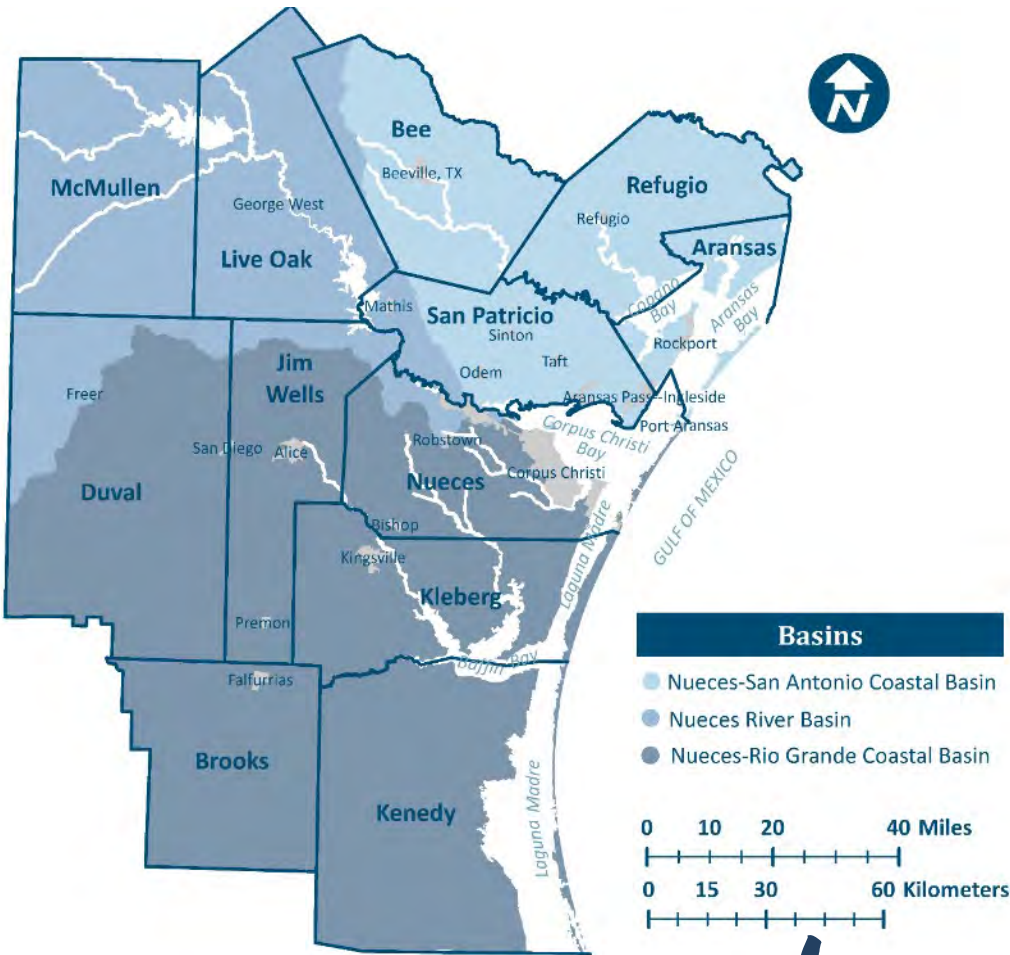 N
Bee
Beeville, TX
McMullen
Refugio
George West
Refugio
Live Oak
Aransas
Copano
Bay
Aransas
Bay
Mathis
San Patricio
Sinton
Rockport
Jim
Wells
Taft
Odem
Freer
Aransas Pass--Ingleside
Port Aransas
Corpus Christi
Bay
San Diego
Alice
Robstown
Corpus Christi
Duval
Nueces
GULF OF MEXICO
Bishop
Kingsville
Laguna Madre
Kleberg
Premon
Baffin Bay
Falfurrias
Brooks
Kenedy
Laguna Madre
Basins
Nueces-San Antonio Coastal Basin
Nueces River Basin
Nueces-Rio Grande Coastal Basin
0 10 20 40 Miles
0 15 30 60 Kilometers